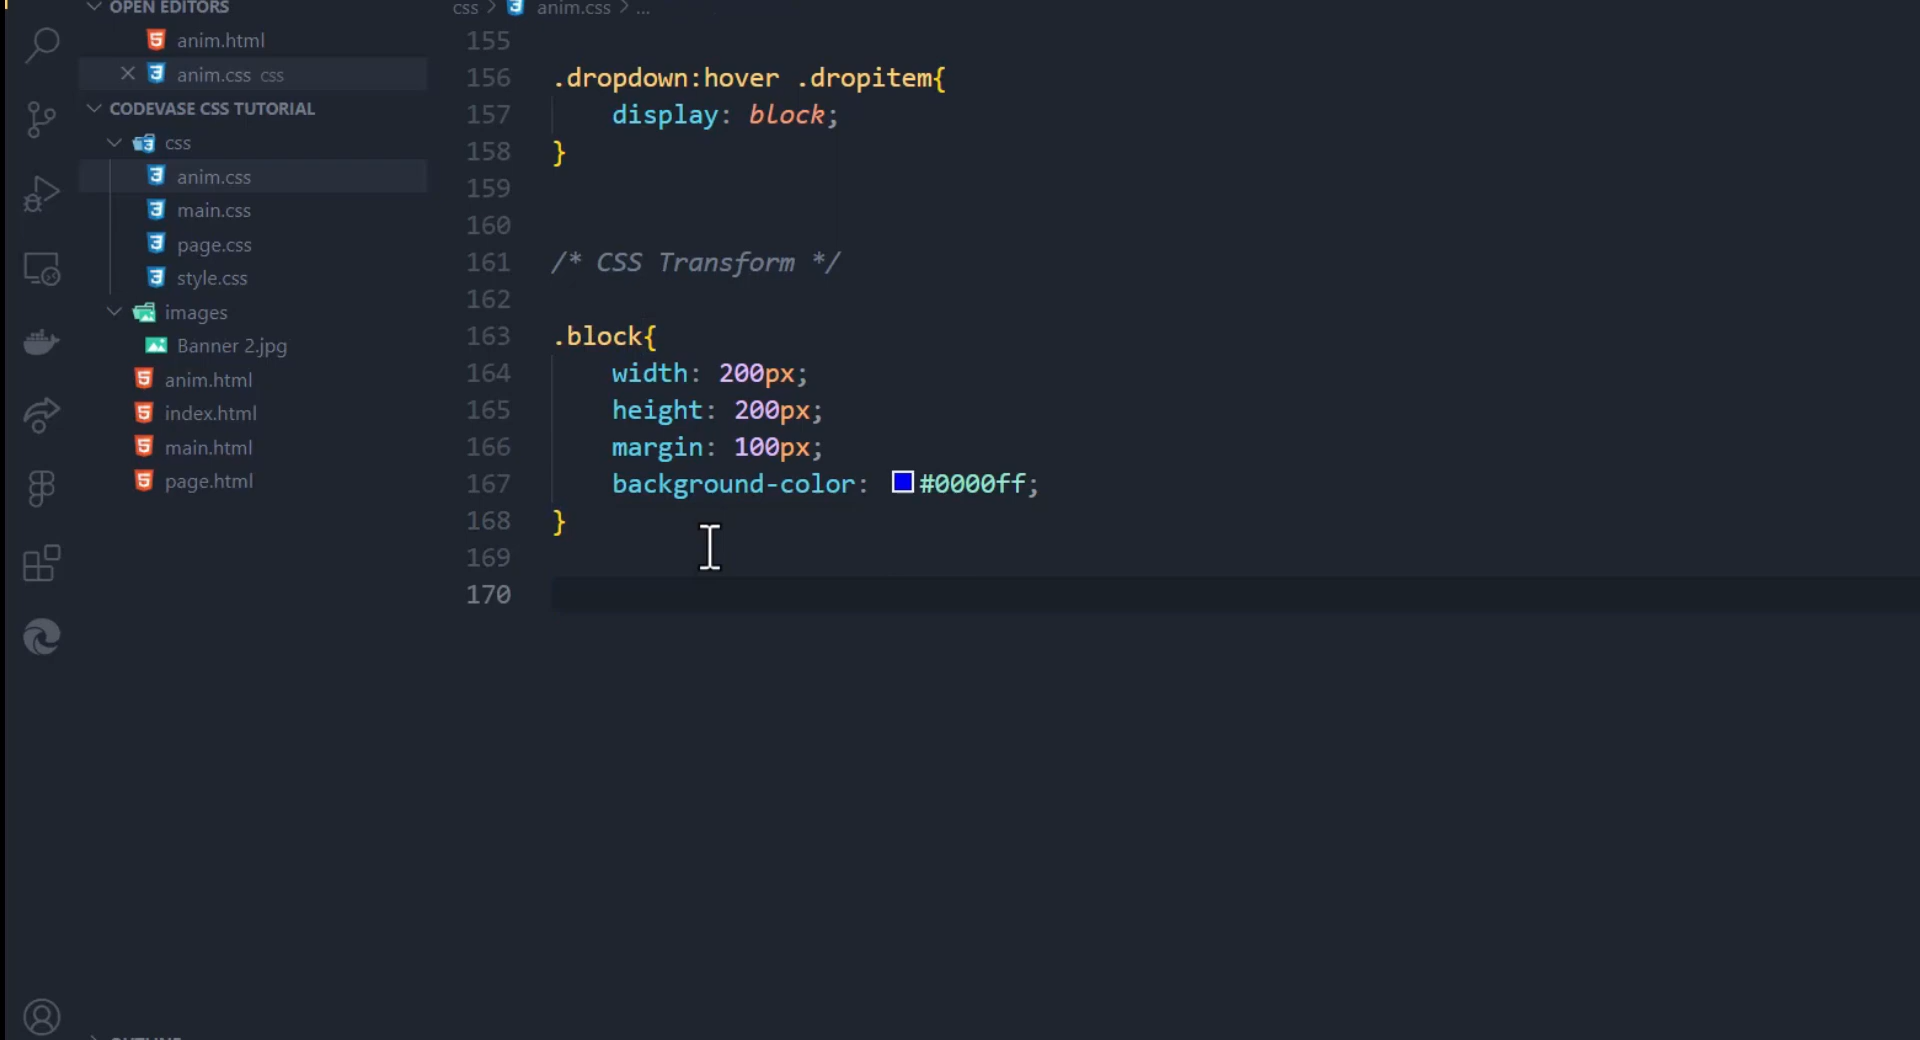 OPEN EDITORS
anim.html
anim.css css
CODEVASE CSS TUTORIAL
css
anim.css
main.css
page.css
style.css
images
Banner 2.jpg
anim.html
index.html
main.html
page.html
css > anim.css > ...
155
156 .dropdown:hover .dropitem{
157 display: block;
158 }
159
160
161 /* CSS Transform */
162
163 .block{
164 width: 200px;
165 height: 200px;
166 margin: 100px;
167 background-color: #0000ff;
168 }
169
170